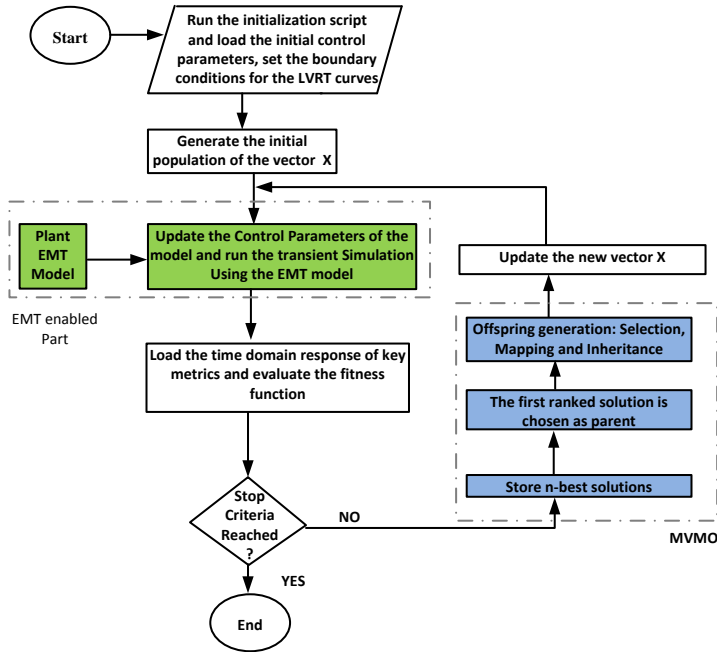 Start
Run the initialization script
and load the initial control
parameters, set the boundary
conditions for the LVRT curves
Generate the initial
population of the vector X
Plant
EMT
Model
Update the Control Parameters of the
model and run the transient Simulation
Using the EMT model
EMT enabled
Part
Load the time domain response of key
metrics and evaluate the fitness
function
Stop
Criteria
Reached
?
NO
YES
End
Update the new vector X
Offspring generation: Selection,
Mapping and Inheritance
The first ranked solution is
chosen as parent
Store n-best solutions
MVMO